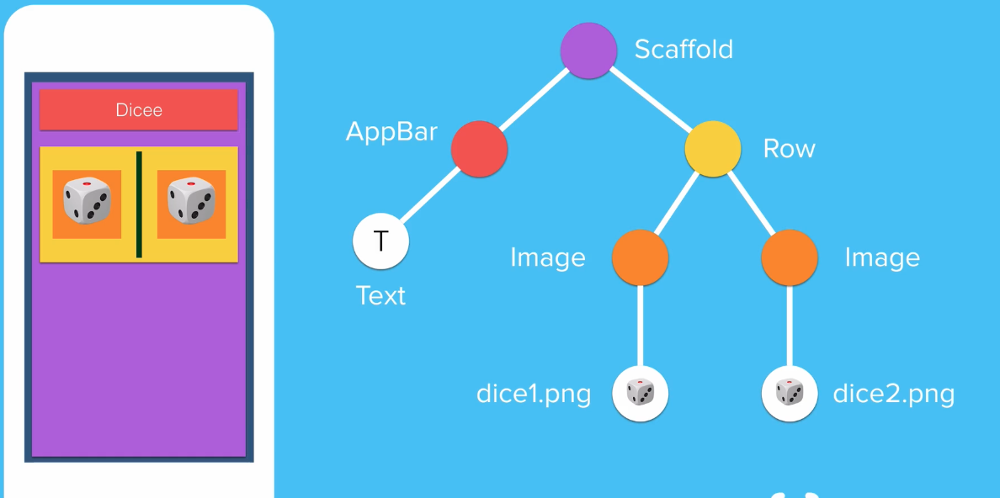 Dicee
Scaffold
AppBar
Row
T
Text
Image
Image
dice1.png
dice2.png